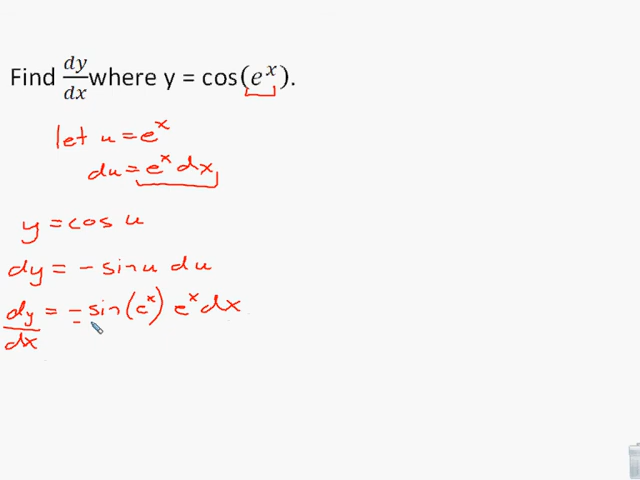 Find dy/dx where y = cos(e^x).
let u = e^x
du = e^x dx
y = cos u
dy = - sin u du
dy/dx = - sin(e^x) e^x dx